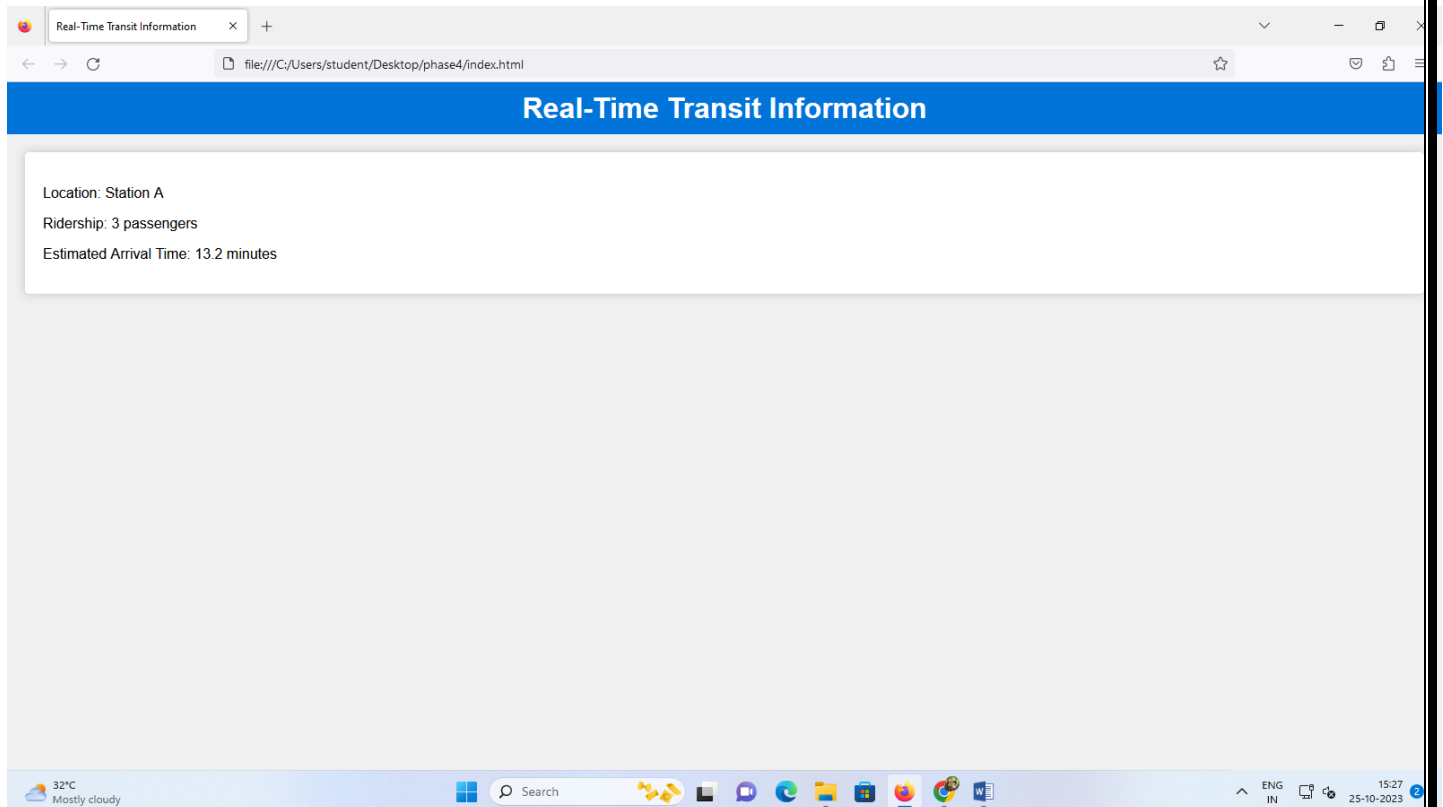 Real-Time Transit Information
file:///C:/Users/student/Desktop/phase4/index.html
Real-Time Transit Information
Location: Station A
Ridership: 3 passengers
Estimated Arrival Time: 13.2 minutes
32°C
Mostly cloudy
Search
ENG
IN
15:27
25-10-2023
2